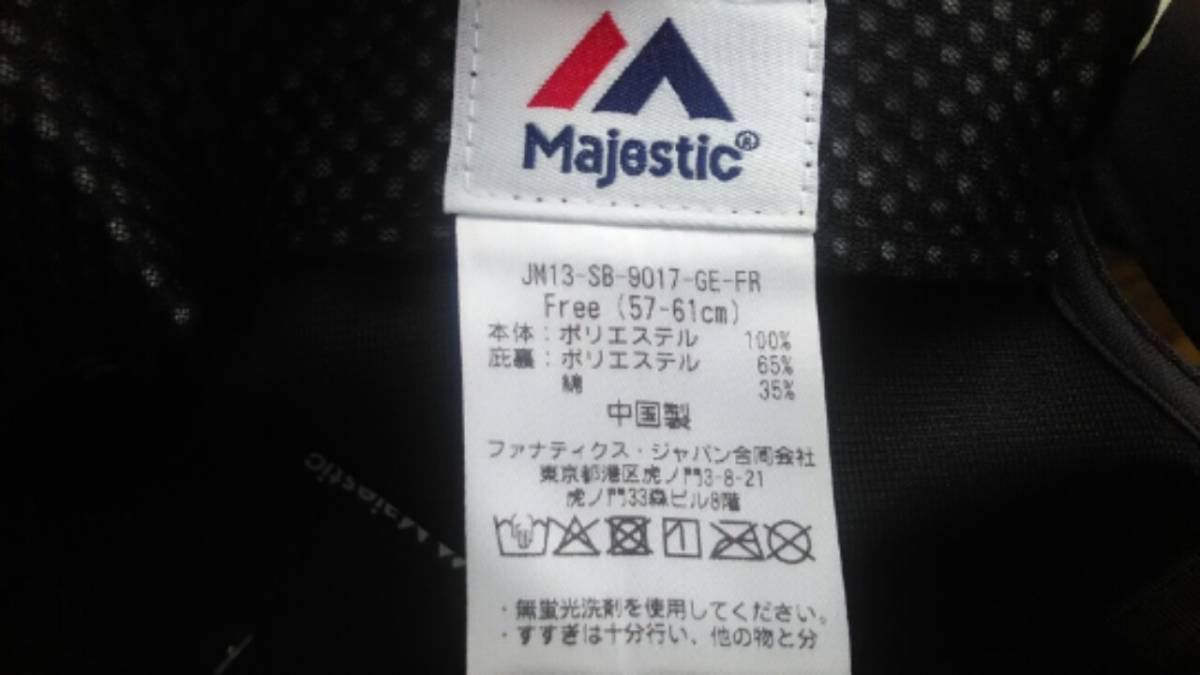 Majestic®
JM13-SB-9017-GE-FR
Free (57-61cm)
本体：ポリエステル 100%
庇裏：ポリエステル 65%
綿 35%
中国製
ファナティクス・ジャパン合同会社
東京都港区虎ノ門3-8-21
虎ノ門33森ビル8階
・無蛍光洗剤を使用してください。
・すすぎは十分行い、他の物と分
Majestic